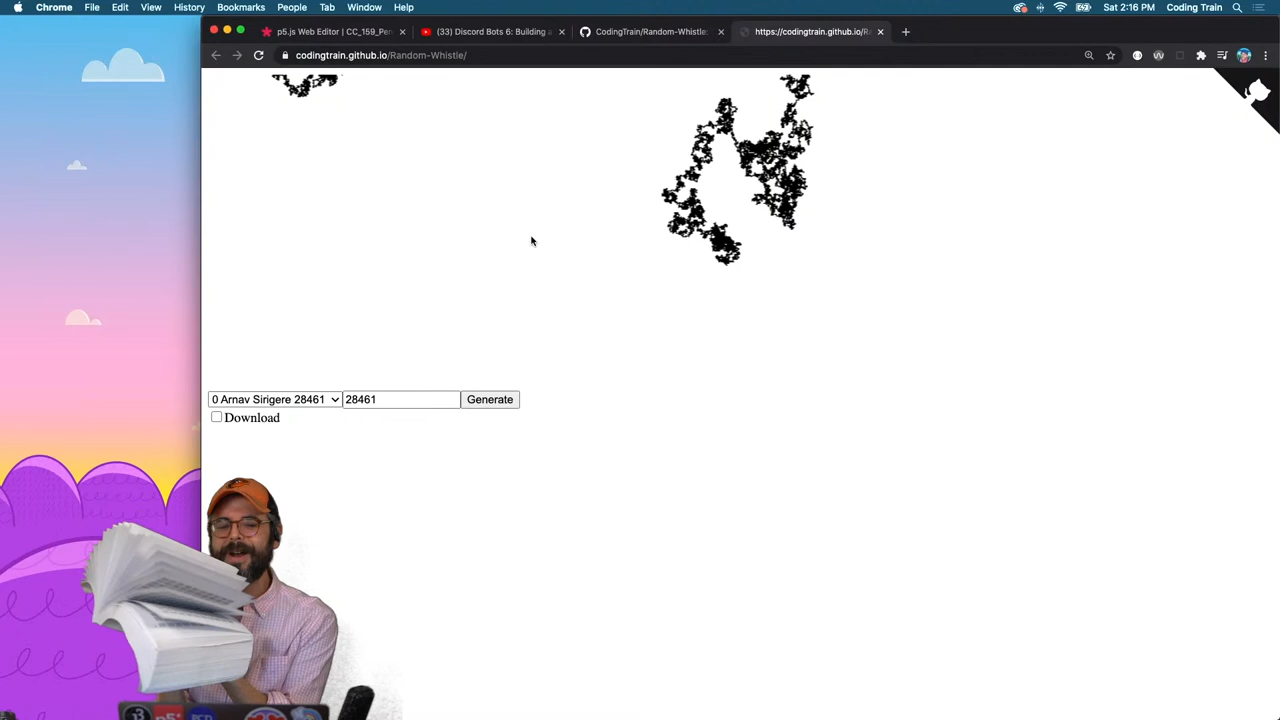 Chrome File Edit View History Bookmarks People Tab Window Help Sat 2:16 PM Coding Train
p5.js Web Editor | CC_159_Pen (33) Discord Bots 6: Building a CodingTrain/Random-Whistle: https://codingtrain.github.io/R
codingtrain.github.io/Random-Whistle/
0 Arnav Sirigere 28461 28461 Generate
Download